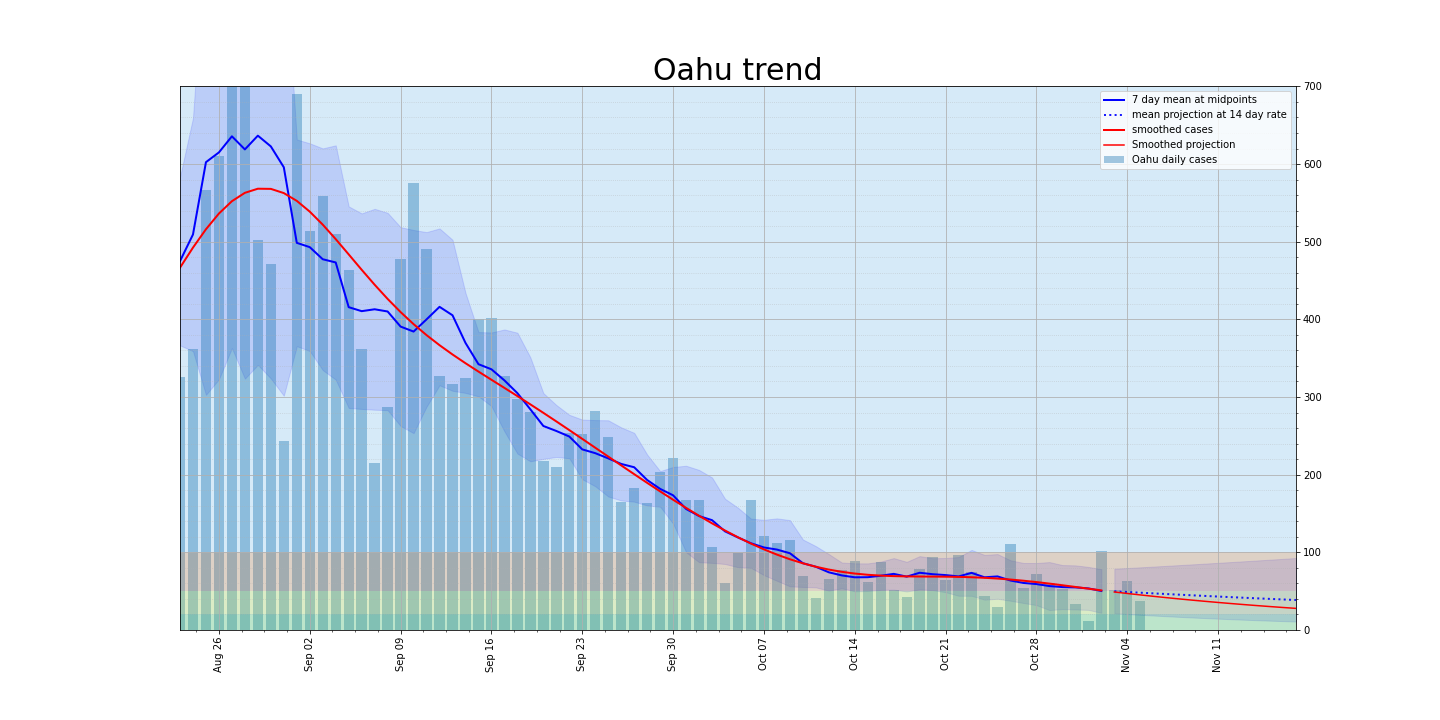 Oahu trend
7 day mean at midpoints
mean projection at 14 day rate
smoothed cases
Smoothed projection
Oahu daily cases
700
600
500
400
300
200
100
0
Aug 26
Sep 02
Sep 09
Sep 16
Sep 23
Sep 30
Oct 07
Oct 14
Oct 21
Oct 28
Nov 04
Nov 11